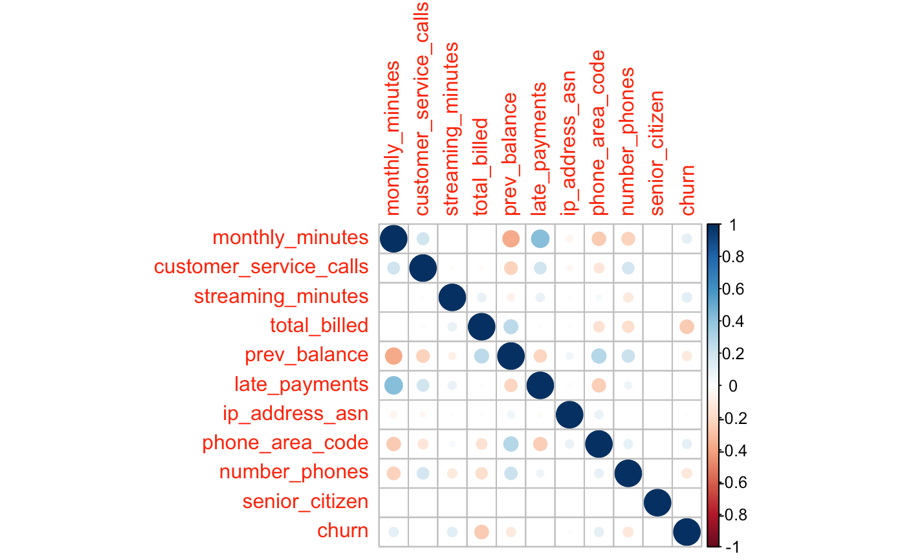 monthly_minutes
customer_service_calls
streaming_minutes
total_billed
prev_balance
late_payments
ip_address_asn
phone_area_code
number_phones
senior_citizen
churn
monthly_minutes
customer_service_calls
streaming_minutes
total_billed
prev_balance
late_payments
ip_address_asn
phone_area_code
number_phones
senior_citizen
churn
1
0.8
0.6
0.4
0.2
0
-0.2
-0.4
-0.6
-0.8
-1